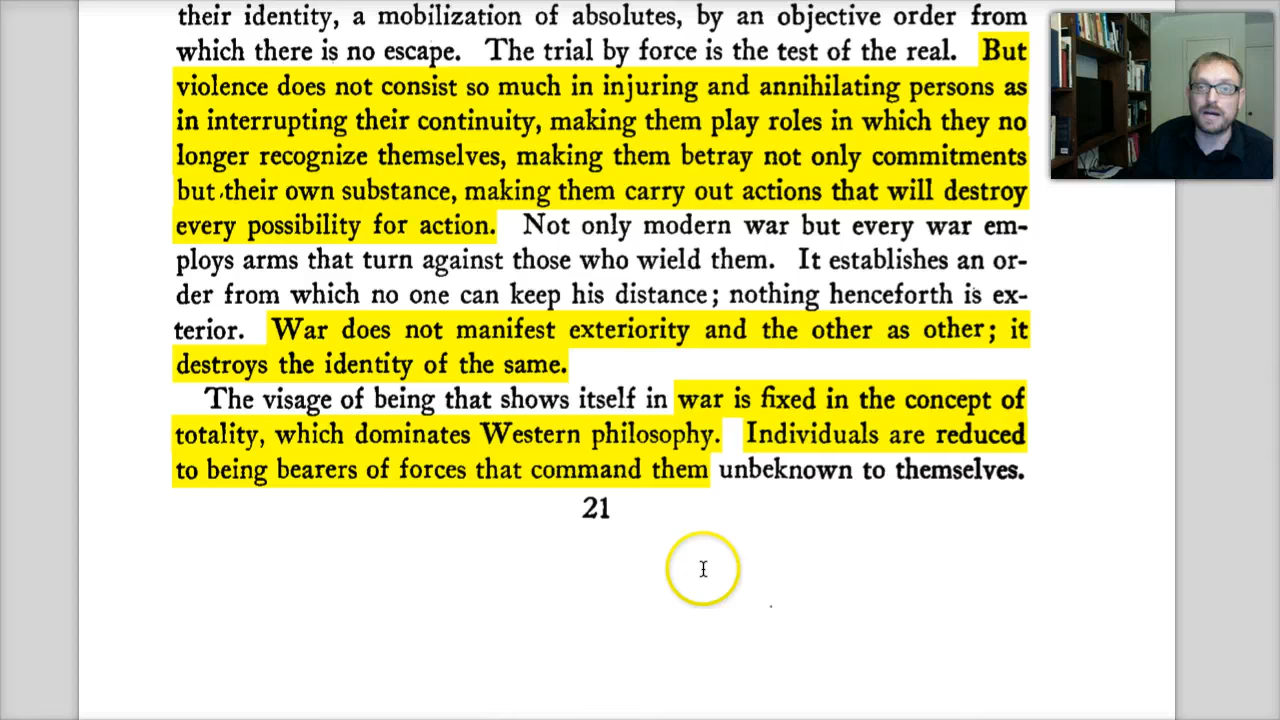 their identity, a mobilization of absolutes, by an objective order from
which there is no escape. The trial by force is the test of the real. But
violence does not consist so much in injuring and annihilating persons as
in interrupting their continuity, making them play roles in which they no
longer recognize themselves, making them betray not only commitments
but their own substance, making them carry out actions that will destroy
every possibility for action. Not only modern war but every war em-
ploys arms that turn against those who wield them. It establishes an or-
der from which no one can keep his distance; nothing henceforth is ex-
terior. War does not manifest exteriority and the other as other; it
destroys the identity of the same.
The visage of being that shows itself in war is fixed in the concept of
totality, which dominates Western philosophy. Individuals are reduced
to being bearers of forces that command them unbeknown to themselves.
21